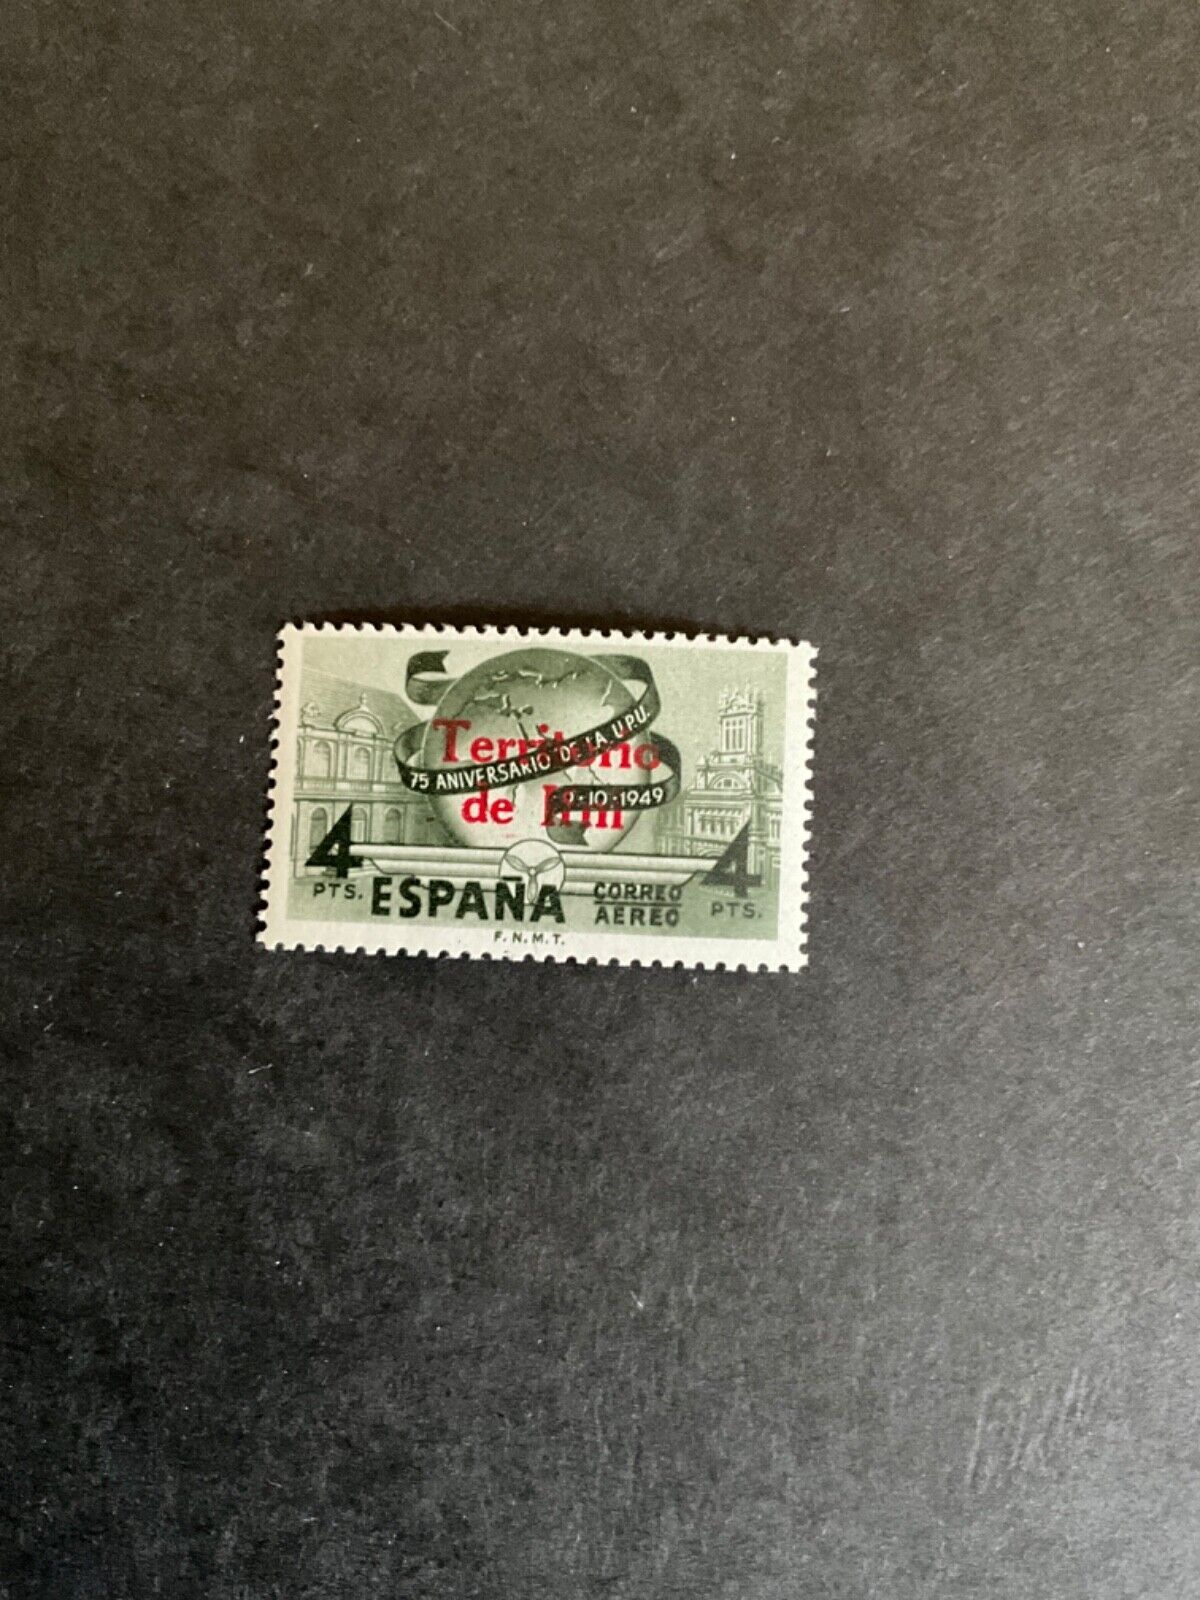 Territorio
de Ifni
75 ANIVERSARIO DE LA U.P.U.
9-10-1949
4 PTS.
ESPAÑA
CORREO AEREO
4 PTS.
F.N.M.T.